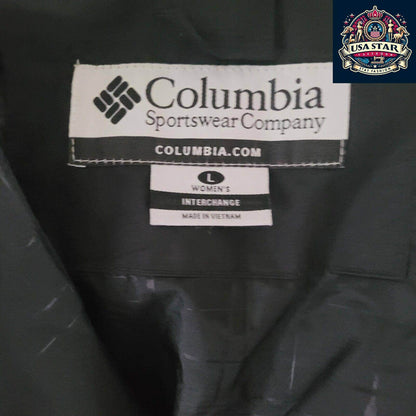 USA STAR
Columbia
Sportswear Company
COLUMBIA.COM
L
WOMEN'S
INTERCHANGE
MADE IN VIETNAM